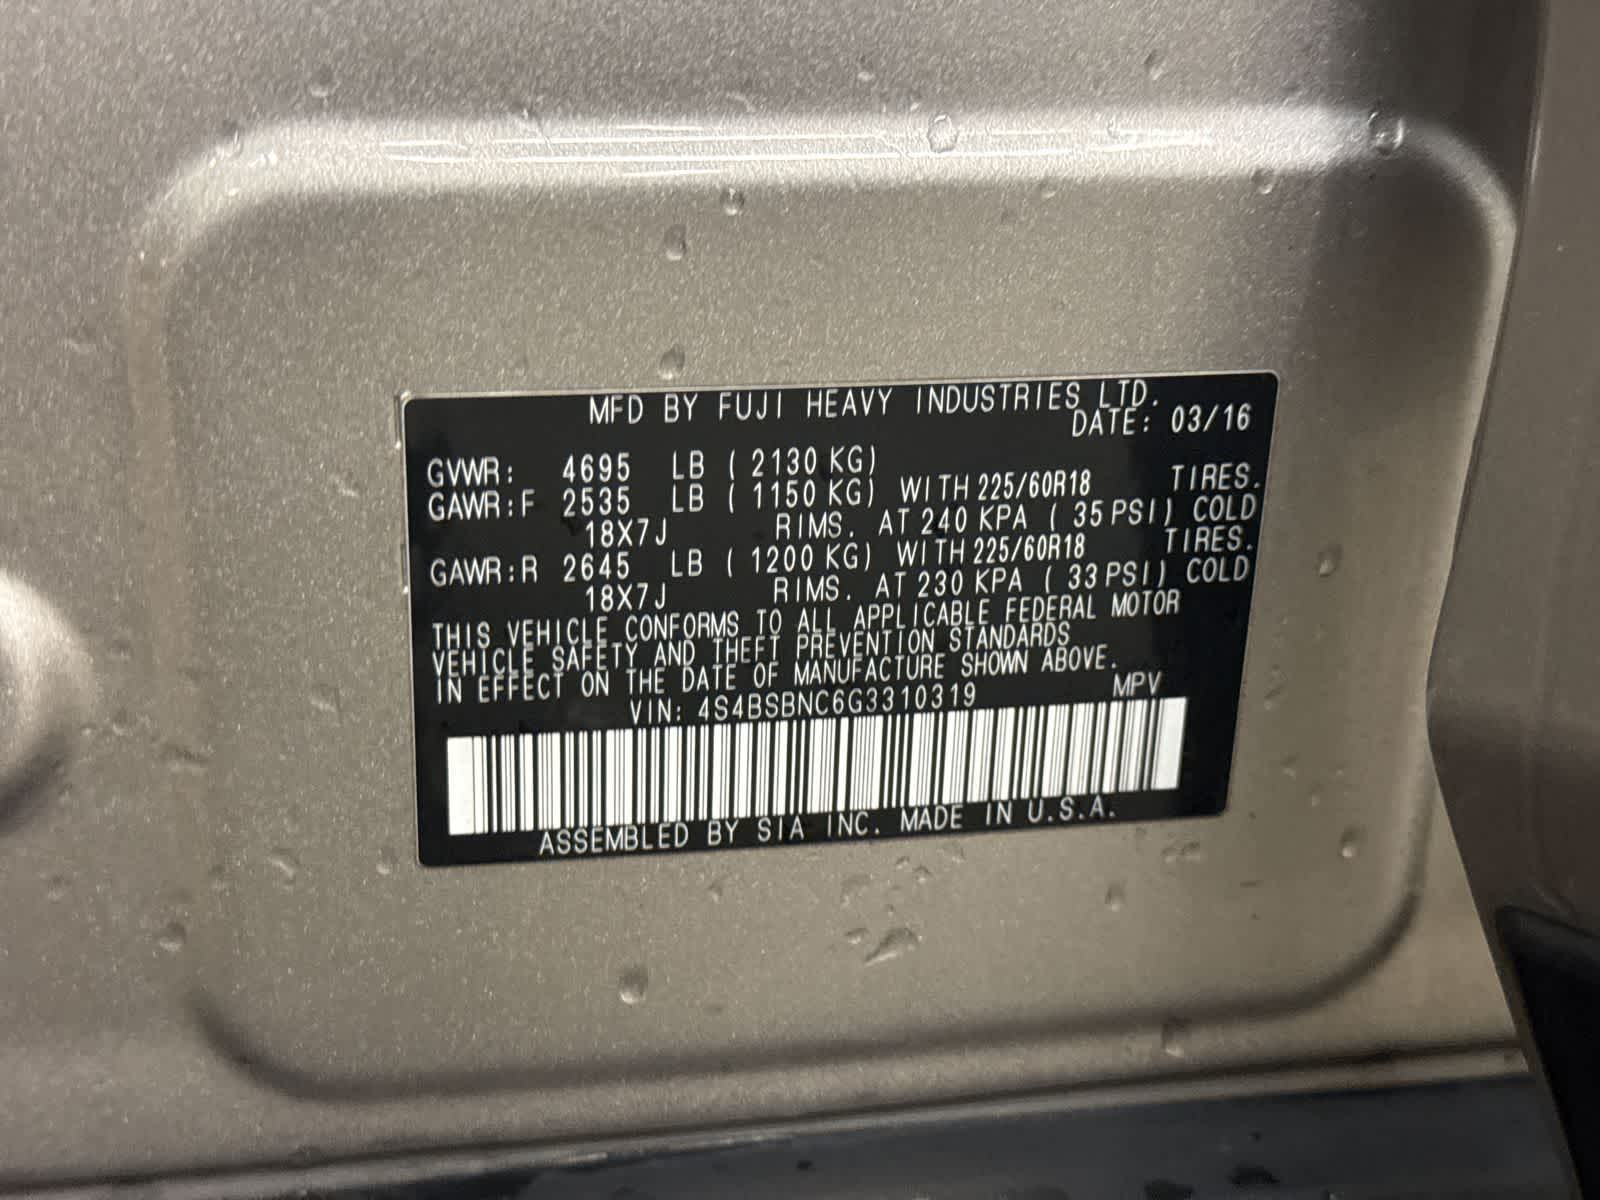 MFD BY FUJI HEAVY INDUSTRIES LTD.
DATE: 03/16
GVWR: 4695 LB ( 2130 KG)
GAWR:F 2535 LB ( 1150 KG) WITH 225/60R18 TIRES.
18X7J RIMS. AT 240 KPA ( 35 PSI) COLD
GAWR:R 2645 LB ( 1200 KG) WITH 225/60R18 TIRES.
18X7J RIMS. AT 230 KPA ( 33 PSI) COLD
THIS VEHICLE CONFORMS TO ALL APPLICABLE FEDERAL MOTOR
VEHICLE SAFETY AND THEFT PREVENTION STANDARDS
IN EFFECT ON THE DATE OF MANUFACTURE SHOWN ABOVE.
VIN: 4S4BSBNC6G3310319 MPV
ASSEMBLED BY SIA INC. MADE IN U.S.A.